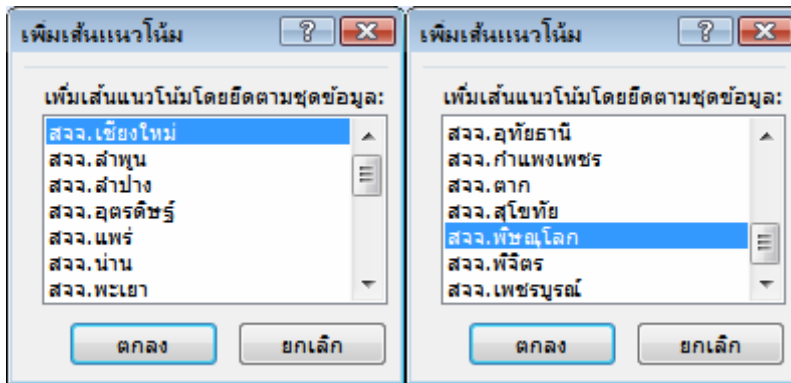 เพิ่มเส้นแนวโน้ม
เพิ่มเส้นแนวโน้มโดยยึดตามชุดข้อมูล:
สจจ.เชียงใหม่
สจจ.ลำพูน
สจจ.ลำปาง
สจจ.อุตรดิษฐ์
สจจ.แพร่
สจจ.น่าน
สจจ.พะเยา
ตกลง
ยกเลิก
เพิ่มเส้นแนวโน้ม
เพิ่มเส้นแนวโน้มโดยยึดตามชุดข้อมูล:
สจจ.อุทัยธานี
สจจ.กำแพงเพชร
สจจ.ตาก
สจจ.สุโขทัย
สจจ.พิษณุโลก
สจจ.พิจิตร
สจจ.เพชรบูรณ์
ตกลง
ยกเลิก